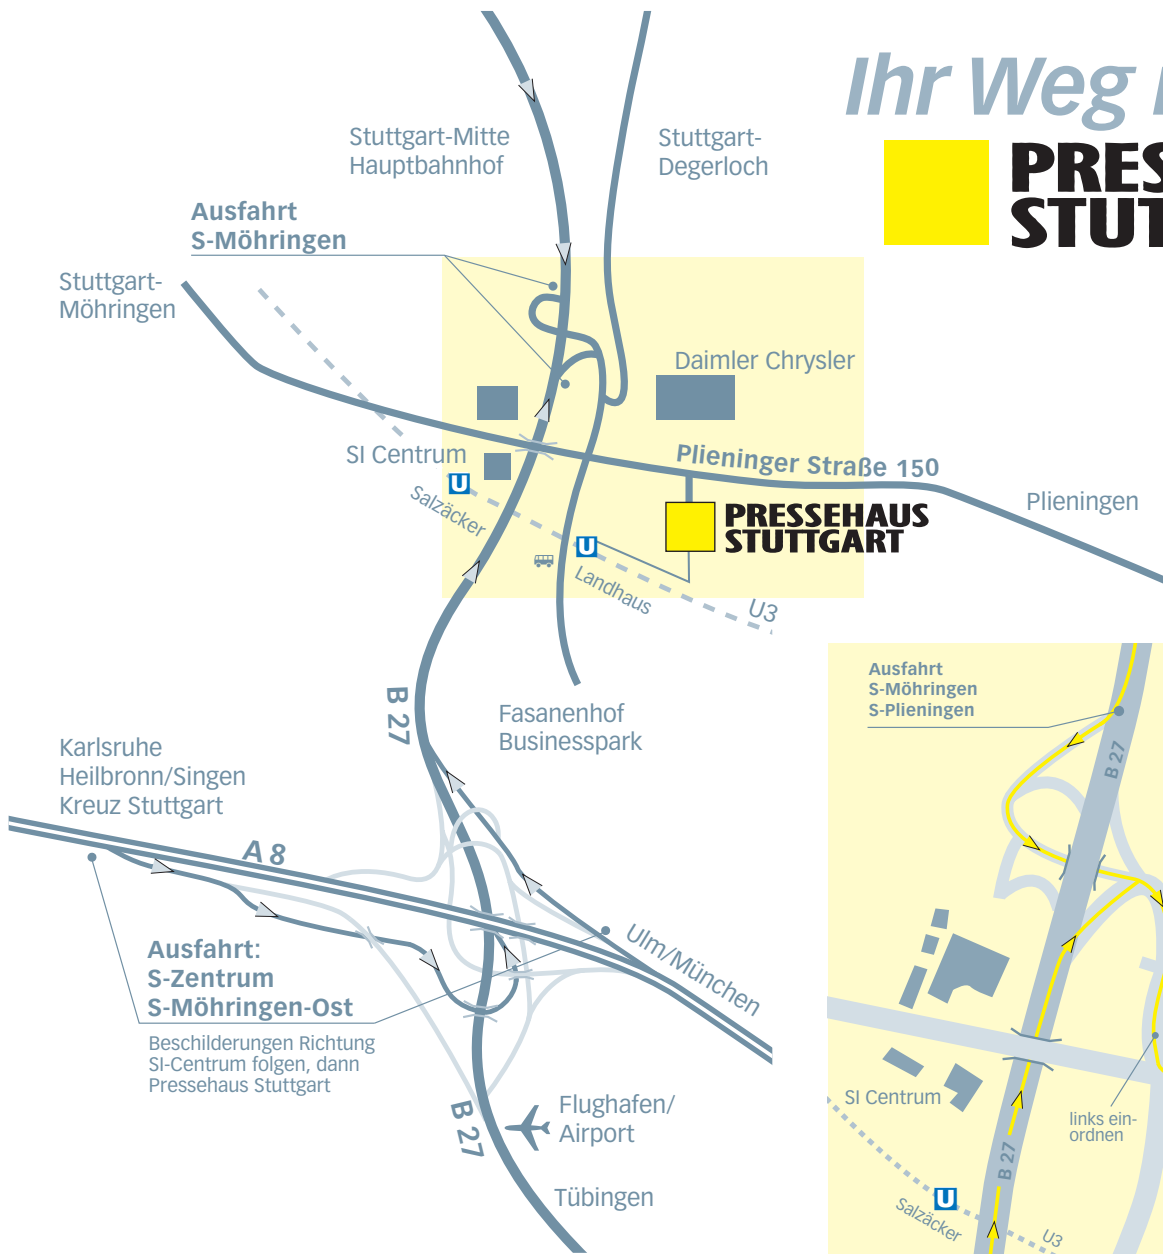 Ihr Weg
PRES
STUT
Stuttgart-Mitte
Hauptbahnhof
Stuttgart-
Degerloch
Ausfahrt
S-Möhringen
Stuttgart-
Möhringen
Daimler Chrysler
SI Centrum
Plieninger Straße 150
U
Salzäcker
PRESSEHAUS
STUTTGART
Plieningen
U
Landhaus
U3
B 27
Fasanenhof
Businesspark
Karlsruhe
Heilbronn/Singen
Kreuz Stuttgart
A 8
Ausfahrt:
S-Zentrum
S-Möhringen-Ost
Beschilderungen Richtung
SI-Centrum folgen, dann
Pressehaus Stuttgart
Ulm/München
B 27
Flughafen/
Airport
Tübingen
Ausfahrt
S-Möhringen
S-Plieningen
B 27
SI Centrum
links ein-
ordnen
B 27
U
Salzäcker
U3